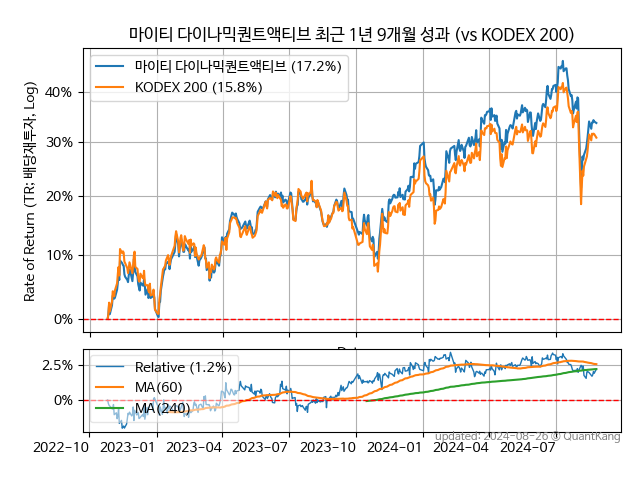 마이티 다이나믹퀀트액티브 최근 1년 9개월 성과 (vs KODEX 200)
마이티 다이나믹퀀트액티브 (17.2%)
KODEX 200 (15.8%)
Rate of Return (TR: 배당재투자, Log)
40%
30%
20%
10%
0%
Relative (1.2%)
MA(60)
MA(240)
2.5%
0%
2022-10
2023-01
2023-04
2023-07
2023-10
2024-01
2024-04
2024-07
updated: 2024-08-26 © QuantKang